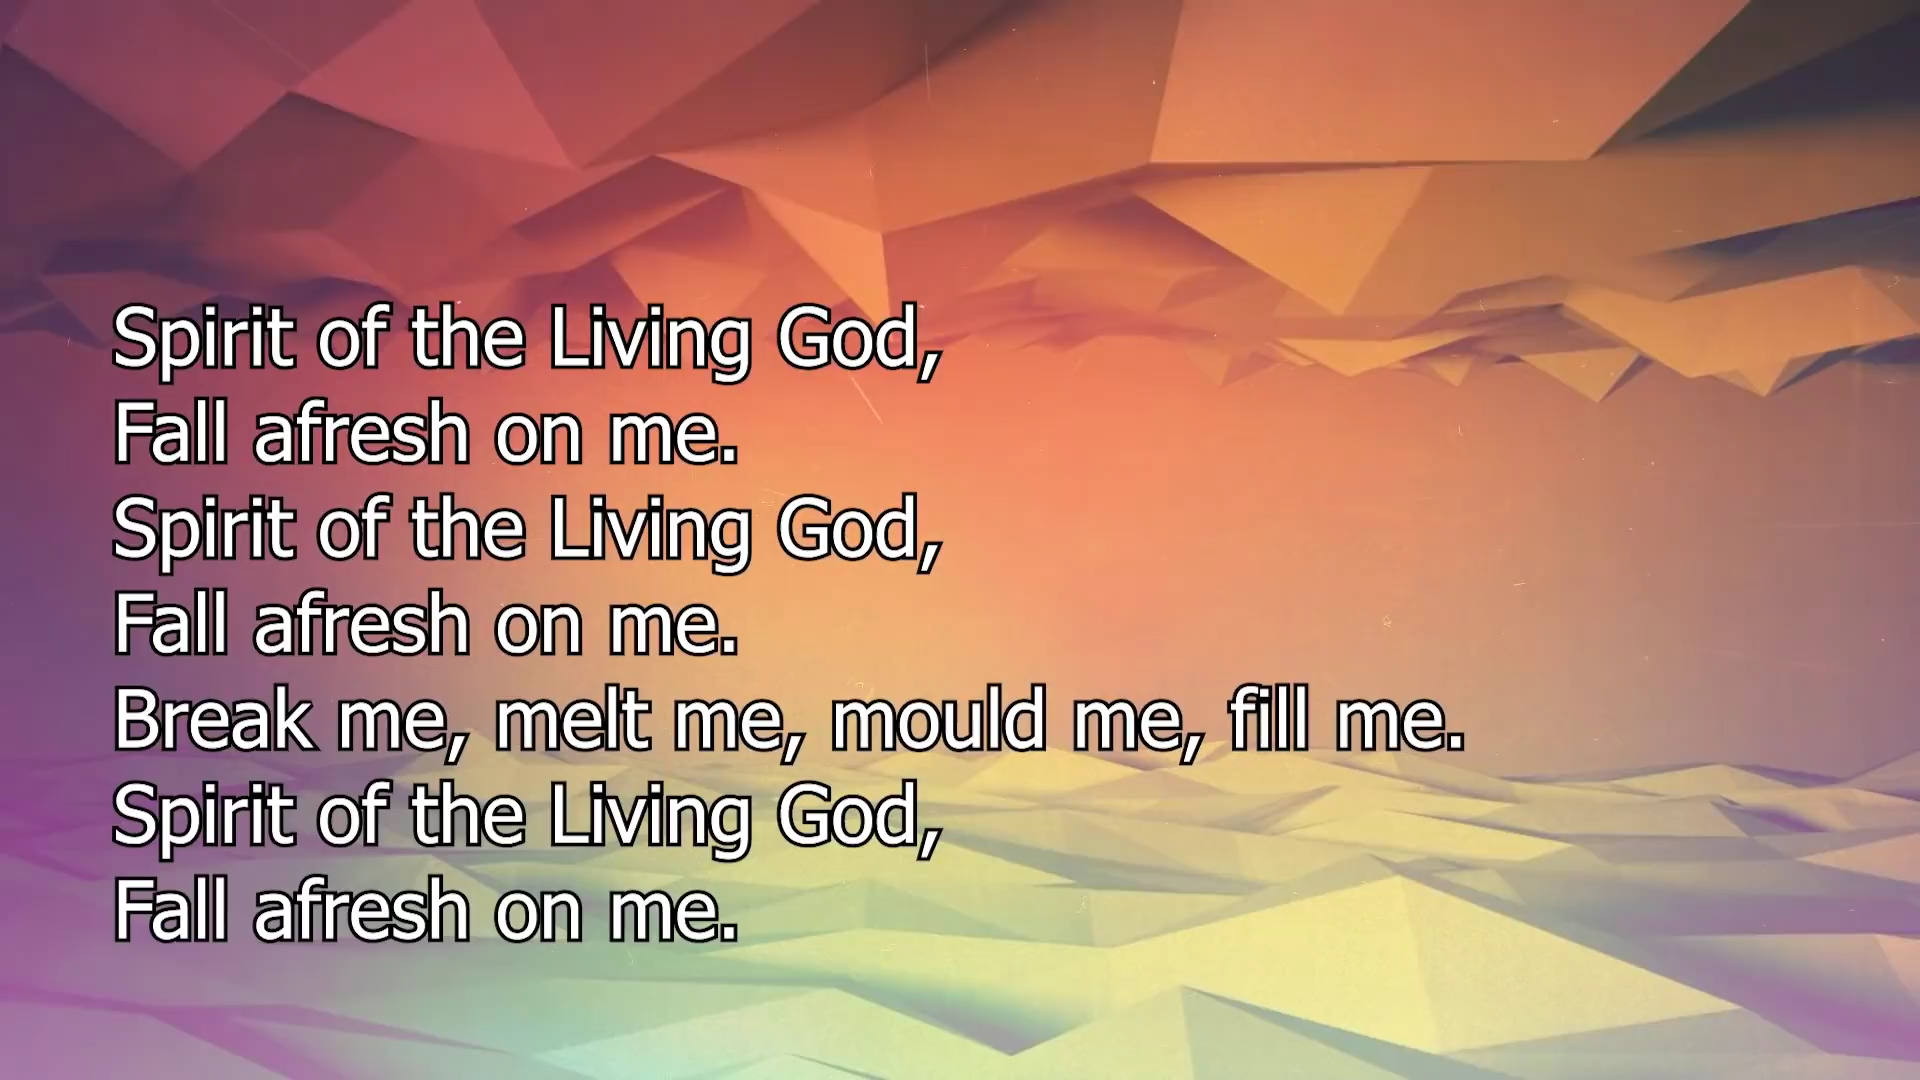 Spirit of the Living God,
Fall afresh on me.
Spirit of the Living God,
Fall afresh on me.
Break me, melt me, mould me, fill me.
Spirit of the Living God,
Fall afresh on me.